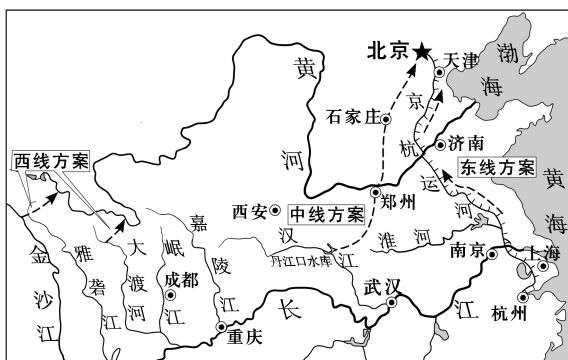 北京
天津
渤海
黄河
京杭运河
石家庄
济南
西线方案
东线方案
黄海
郑州
西安
中线方案
汉江
丹江口水库
淮河
南京
上海
金沙江
雅砻江
大渡河
岷江
嘉陵江
成都
武汉
杭州
重庆
长江